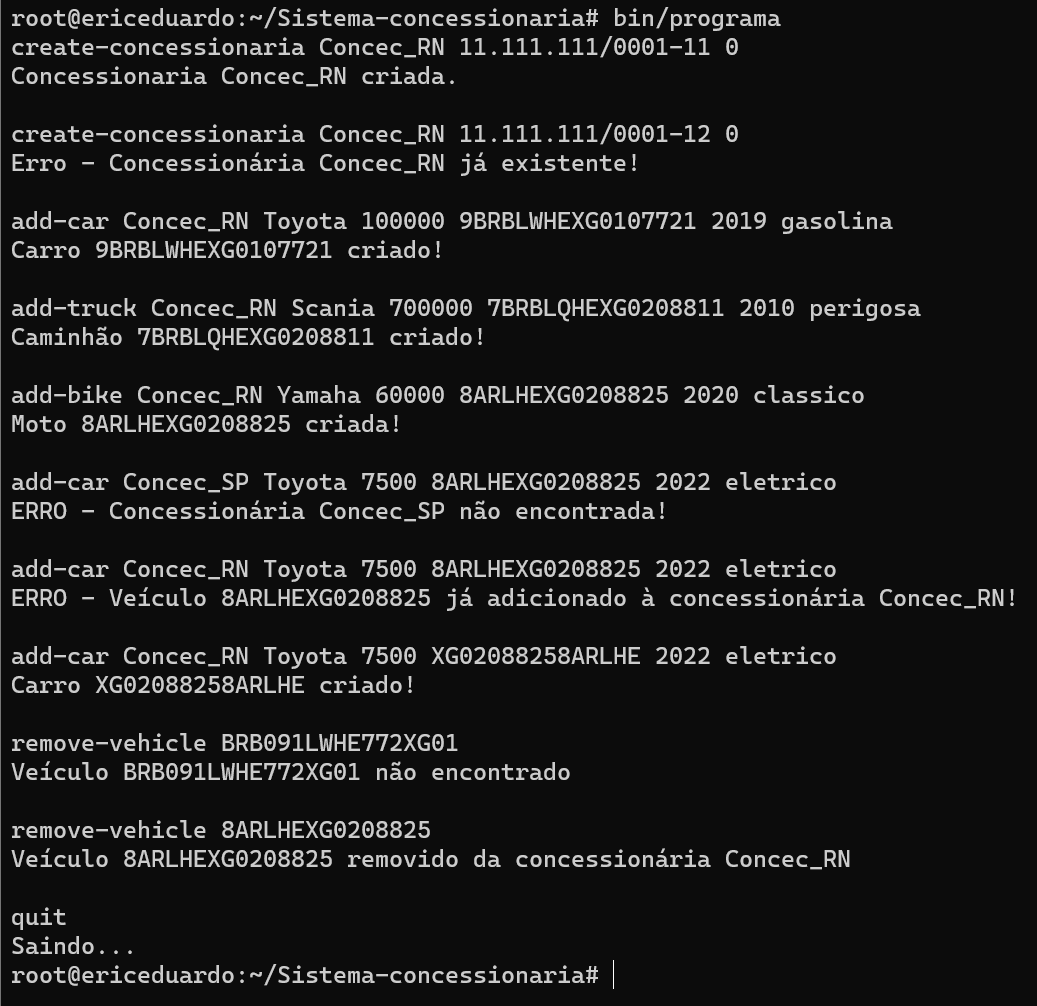 root@ericeduardo:~/Sistema-concessionaria# bin/programa
create-concessionaria Concec_RN 11.111.111/0001-11 0
Concessionaria Concec_RN criada.
create-concessionaria Concec_RN 11.111.111/0001-12 0
Erro - Concessionária Concec_RN já existente!
add-car Concec_RN Toyota 100000 9BRBLWHEXG0107721 2019 gasolina
Carro 9BRBLWHEXG0107721 criado!
add-truck Concec_RN Scania 700000 7BRBLQHEXG0208811 2010 perigosa
Caminhão 7BRBLQHEXG0208811 criado!
add-bike Concec_RN Yamaha 60000 8ARLHEXG0208825 2020 classico
Moto 8ARLHEXG0208825 criada!
add-car Concec_SP Toyota 7500 8ARLHEXG0208825 2022 eletrico
ERRO - Concessionária Concec_SP não encontrada!
add-car Concec_RN Toyota 7500 8ARLHEXG0208825 2022 eletrico
ERRO - Veículo 8ARLHEXG0208825 já adicionado à concessionária Concec_RN!
add-car Concec_RN Toyota 7500 XG02088258ARLHE 2022 eletrico
Carro XG02088258ARLHE criado!
remove-vehicle BRB091LWHE772XG01
Veículo BRB091LWHE772XG01 não encontrado
remove-vehicle 8ARLHEXG0208825
Veículo 8ARLHEXG0208825 removido da concessionária Concec_RN
quit
Saindo...
root@ericeduardo:~/Sistema-concessionaria#